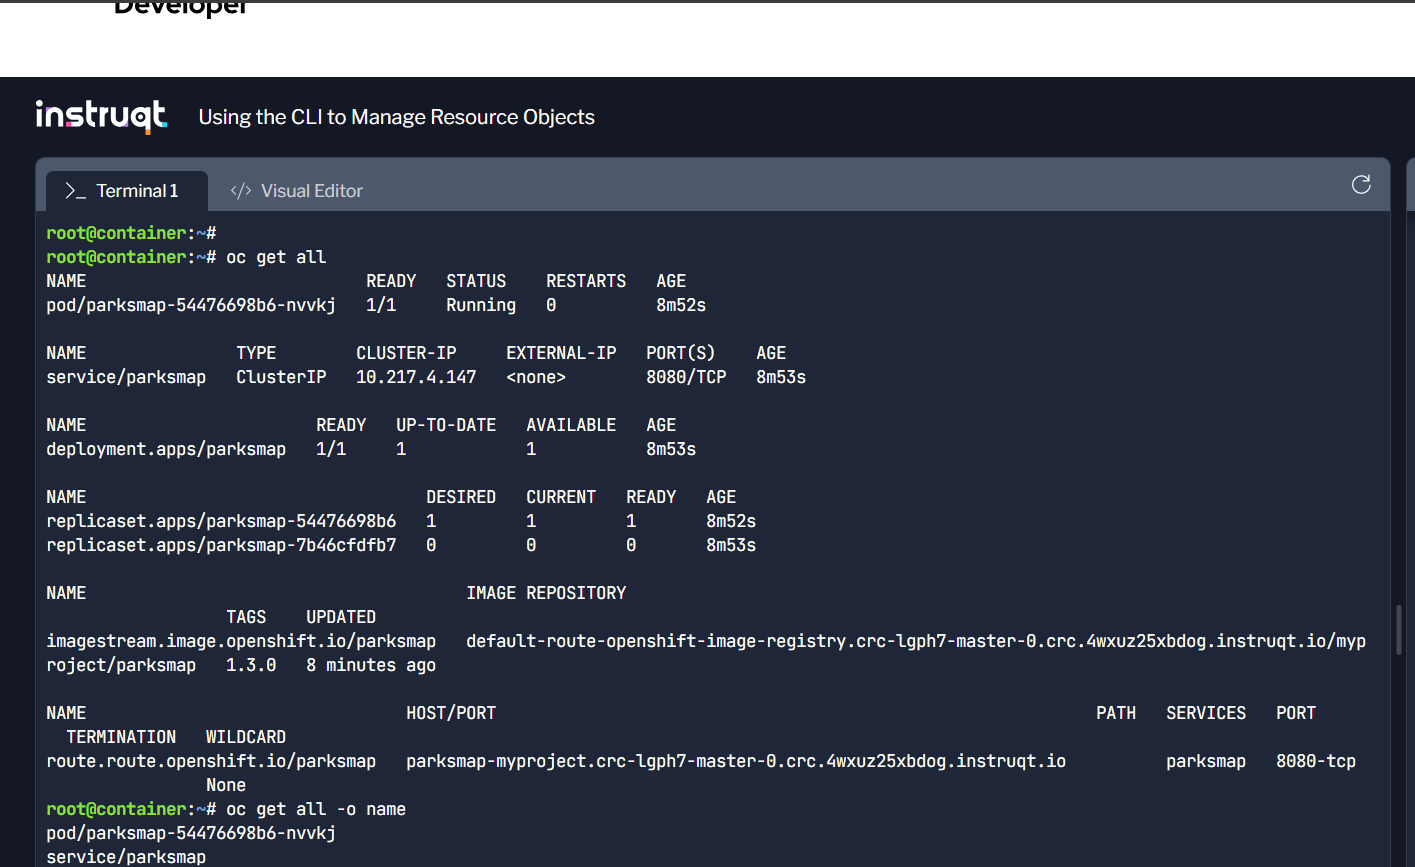 Developer
instruqt Using the CLI to Manage Resource Objects
>_ Terminal 1 </> Visual Editor
root@container:~#
root@container:~# oc get all
NAME READY STATUS RESTARTS AGE
pod/parksmap-54476698b6-nvvkj 1/1 Running 0 8m52s
NAME TYPE CLUSTER-IP EXTERNAL-IP PORT(S) AGE
service/parksmap ClusterIP 10.217.4.147 <none> 8080/TCP 8m53s
NAME READY UP-TO-DATE AVAILABLE AGE
deployment.apps/parksmap 1/1 1 1 8m53s
NAME DESIRED CURRENT READY AGE
replicaset.apps/parksmap-54476698b6 1 1 1 8m52s
replicaset.apps/parksmap-7b46cfdfb7 0 0 0 8m53s
NAME IMAGE REPOSITORY
TAGS UPDATED
imagestream.image.openshift.io/parksmap default-route-openshift-image-registry.crc-lgph7-master-0.crc.4wxuz25xbdog.instruqt.io/myp
roject/parksmap 1.3.0 8 minutes ago
NAME HOST/PORT PATH SERVICES PORT
TERMINATION WILDCARD
route.route.openshift.io/parksmap parksmap-myproject.crc-lgph7-master-0.crc.4wxuz25xbdog.instruqt.io parksmap 8080-tcp
None
root@container:~# oc get all -o name
pod/parksmap-54476698b6-nvvkj
service/parksmap